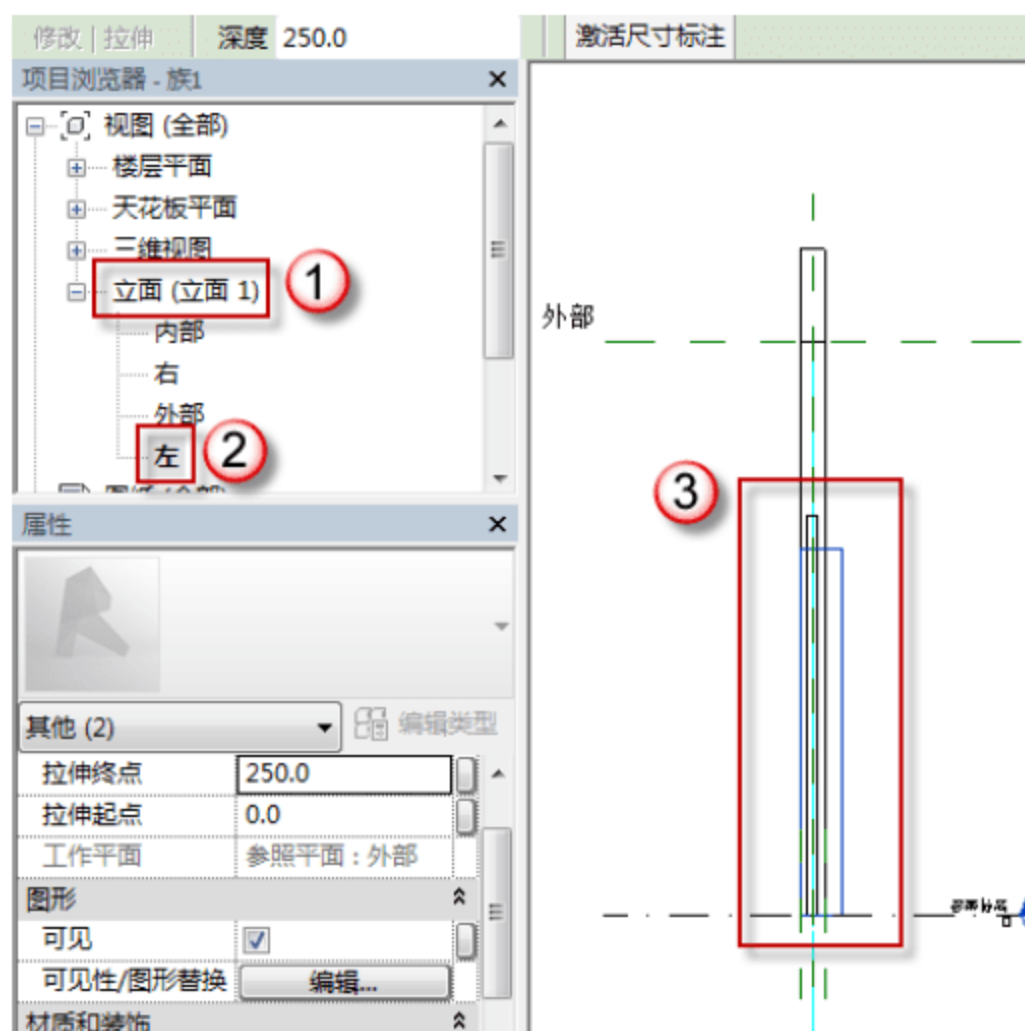 修改 | 拉伸 深度 250.0 激活尺寸标注
项目浏览器 - 族1
视图 (全部)
楼层平面
天花板平面
三维视图
立面 (立面 1)
1
内部
右
外部
左
2
属性
其他 (2) 编辑类型
拉伸终点 250.0
拉伸起点 0.0
工作平面 参照平面 : 外部
图形
可见
可见性/图形替换 编辑...
材质和装饰
外部
3